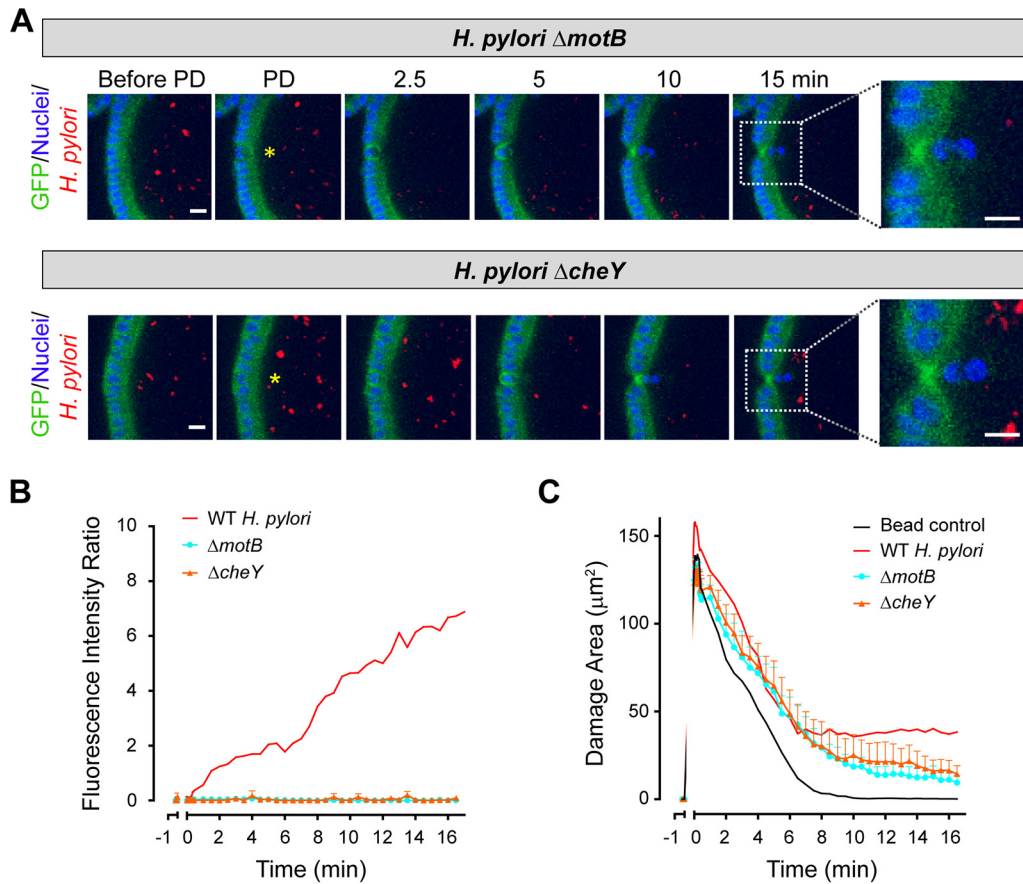 A
H. pylori ΔmotB
Before PD PD 2.5 5 10 15 min
GFP/Nuclei/
H. pylori
*
H. pylori ΔcheY
GFP/Nuclei/
H. pylori
*
B
WT H. pylori
ΔmotB
ΔcheY
Fluorescence Intensity Ratio
10
8
6
4
2
0
-1 0 2 4 6 8 10 12 14 16
Time (min)
C
Bead control
WT H. pylori
ΔmotB
ΔcheY
Damage Area (μm²)
150
100
50
0
-1 0 2 4 6 8 10 12 14 16
Time (min)